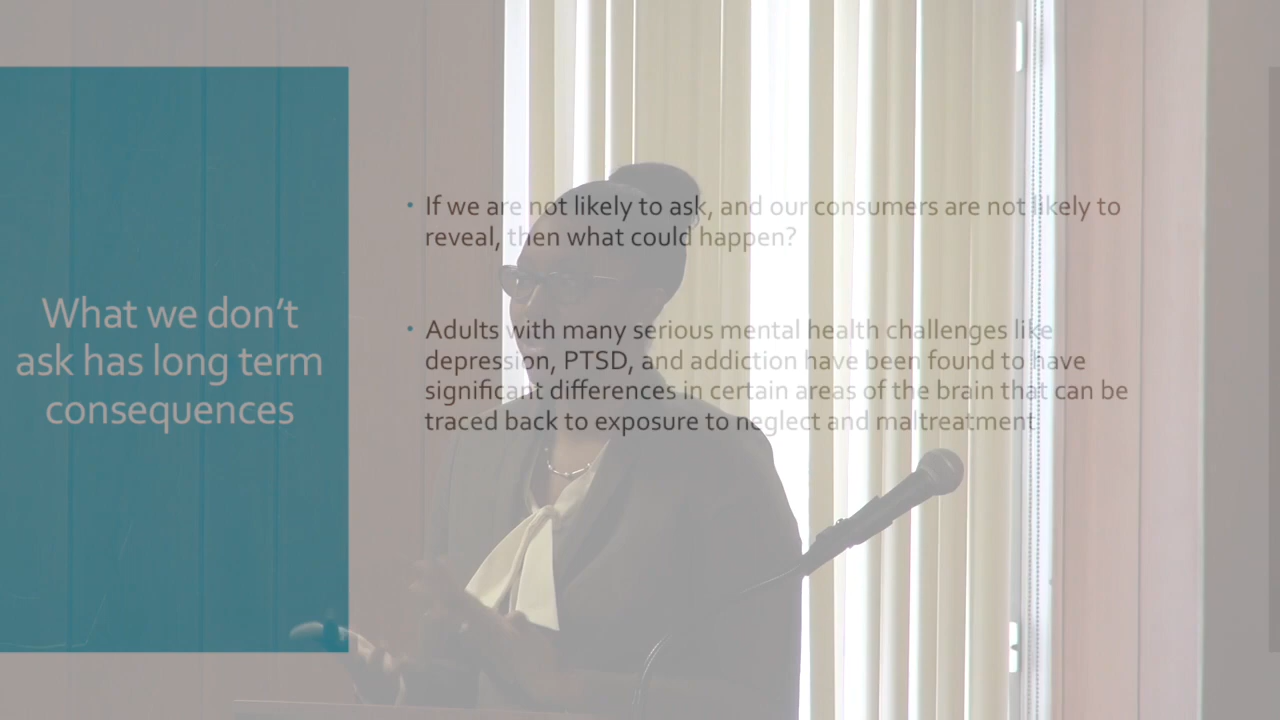 What we don't
ask has long term
consequences
• If we are not likely to ask, and our consumers are not likely to
reveal, then what could happen?
• Adults with many serious mental health challenges like
depression, PTSD, and addiction have been found to have
significant differences in certain areas of the brain that can be
traced back to exposure to neglect and maltreatment